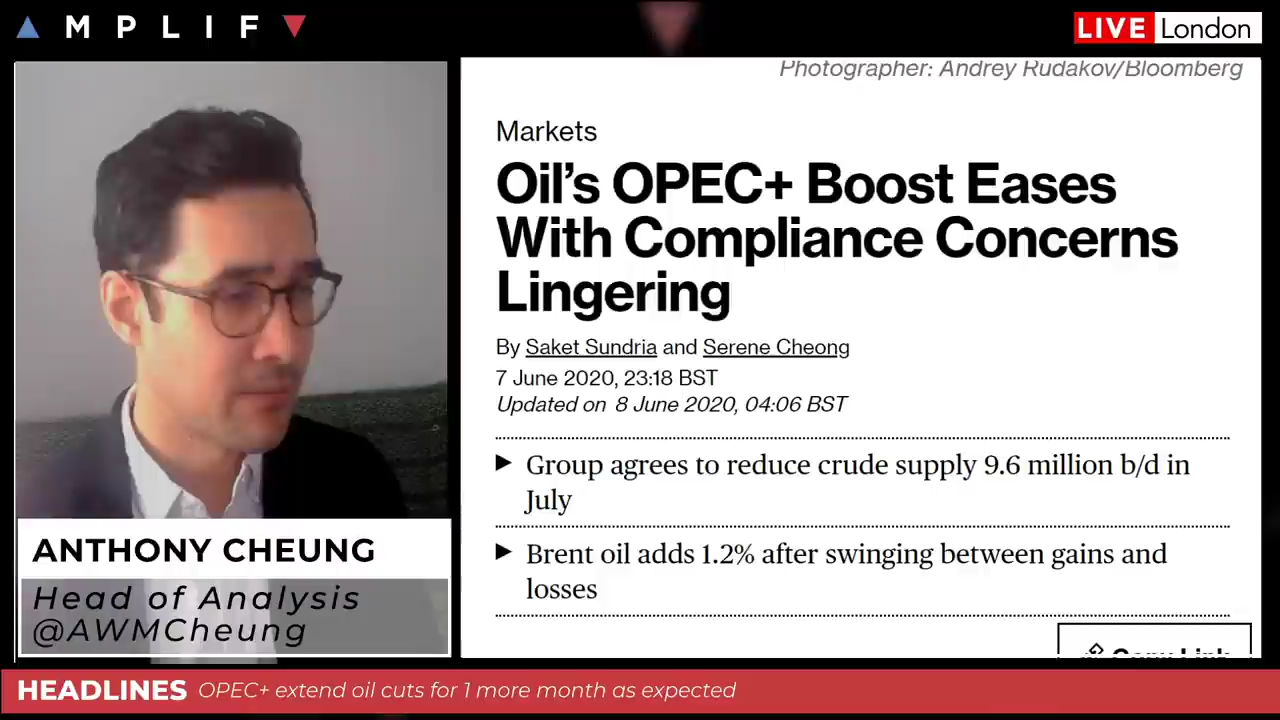 ▲ M P L I F ▼
LIVE London
Photographer: Andrey Rudakov/Bloomberg
Markets
Oil's OPEC+ Boost Eases
With Compliance Concerns
Lingering
By Saket Sundria and Serene Cheong
7 June 2020, 23:18 BST
Updated on 8 June 2020, 04:06 BST
Group agrees to reduce crude supply 9.6 million b/d in
July
Brent oil adds 1.2% after swinging between gains and
losses
Copy Link
ANTHONY CHEUNG
Head of Analysis
@AWMCheung
HEADLINES OPEC+ extend oil cuts for 1 more month as expected